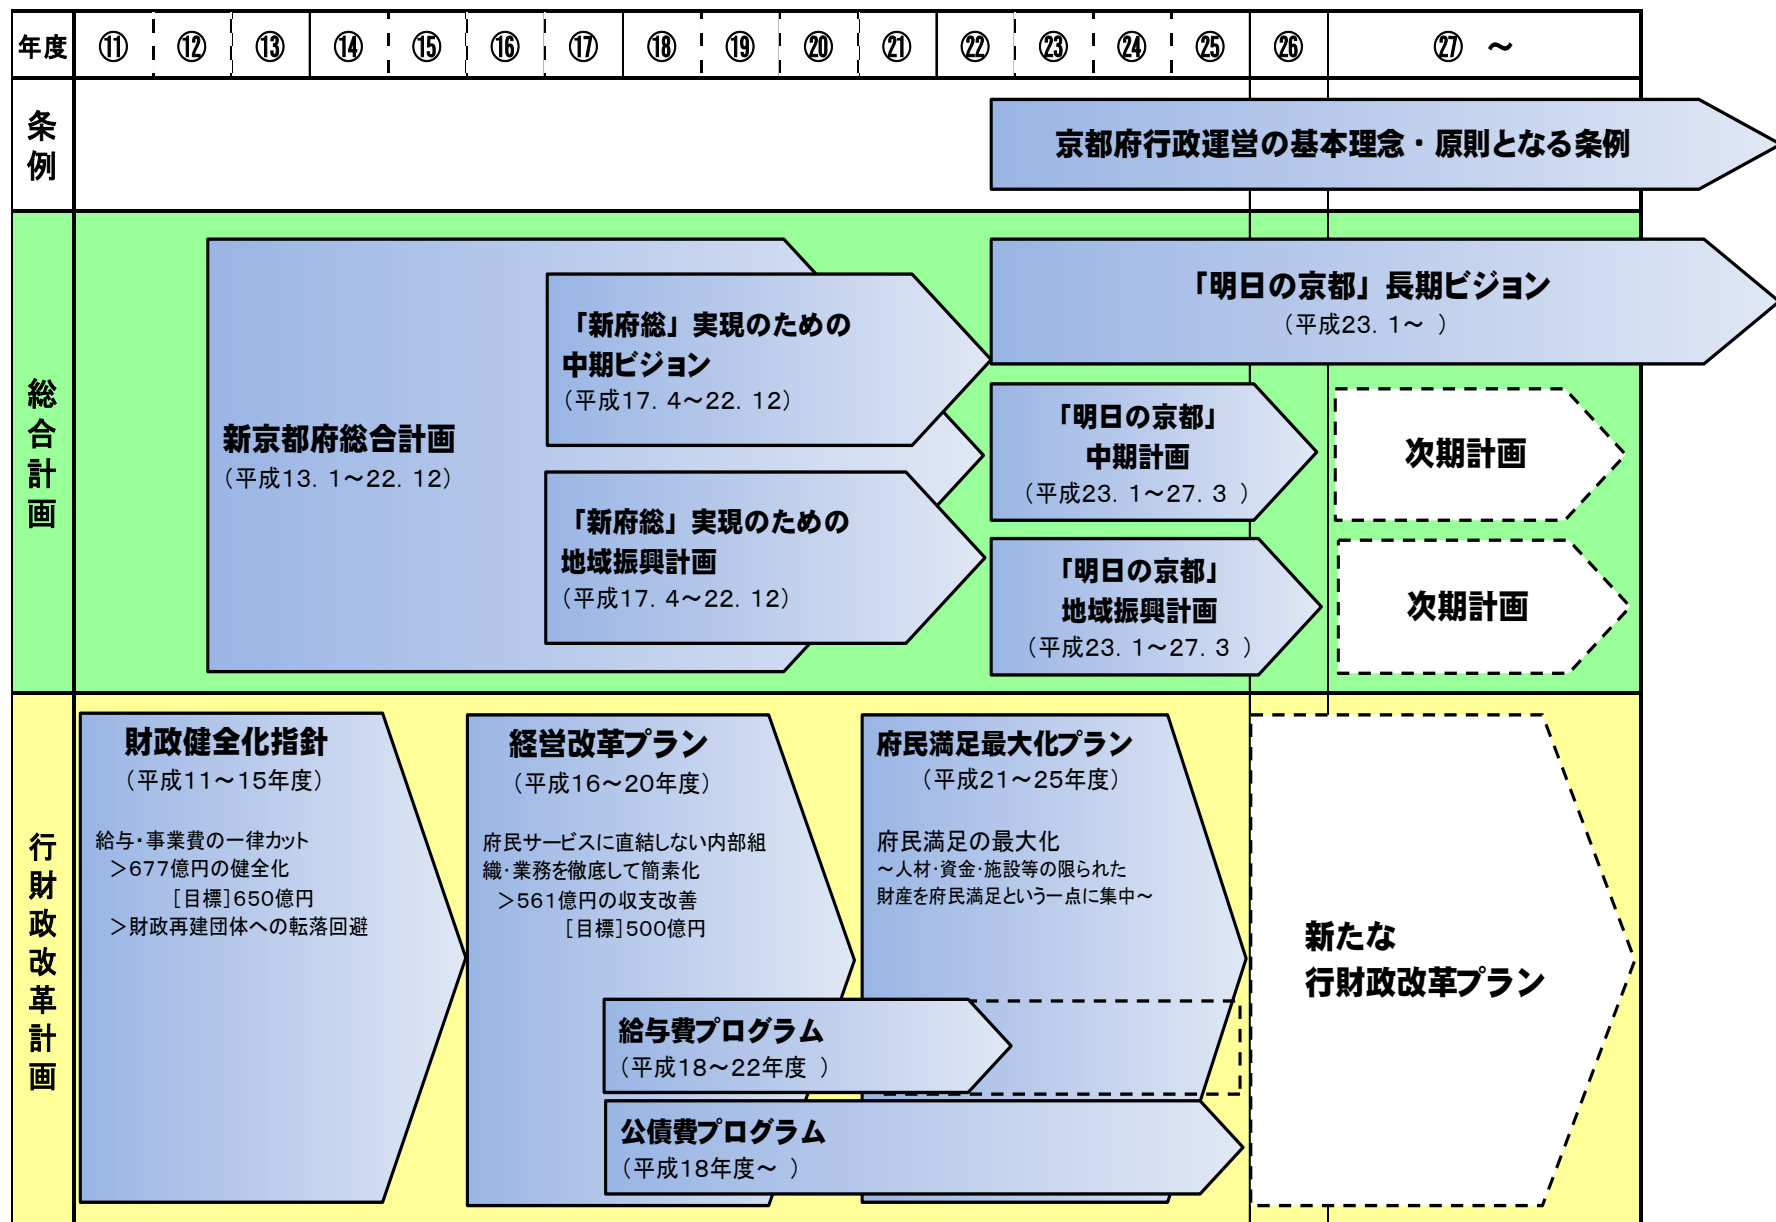 年度 ⑪ ⑫ ⑬ ⑭ ⑮ ⑯ ⑰ ⑱ ⑲ ⑳ ㉑ ㉒ ㉓ ㉔ ㉕ ㉖ ㉗ ～
条例
京都府行政運営の基本理念・原則となる条例
総合計画
新京都府総合計画
（平成13．1～22．12）
「新府総」実現のための
中期ビジョン
（平成17．4～22．12）
「新府総」実現のための
地域振興計画
（平成17．4～22．12）
「明日の京都」長期ビジョン
（平成23．1～ ）
「明日の京都」
中期計画
（平成23．1～27．3 ）
「明日の京都」
地域振興計画
（平成23．1～27．3 ）
次期計画
次期計画
行財政改革計画
財政健全化指針
（平成11～15年度）
給与・事業費の一律カット
＞677億円の健全化
［目標］650億円
＞財政再建団体への転落回避
経営改革プラン
（平成16～20年度）
府民サービスに直結しない内部組
織・業務を徹底して簡素化
＞561億円の収支改善
［目標］500億円
府民満足最大化プラン
（平成21～25年度）
府民満足の最大化
～人材・資金・施設等の限られた
財産を府民満足という一点に集中～
給与費プログラム
（平成18～22年度 ）
公債費プログラム
（平成18年度～ ）
新たな
行財政改革プラン